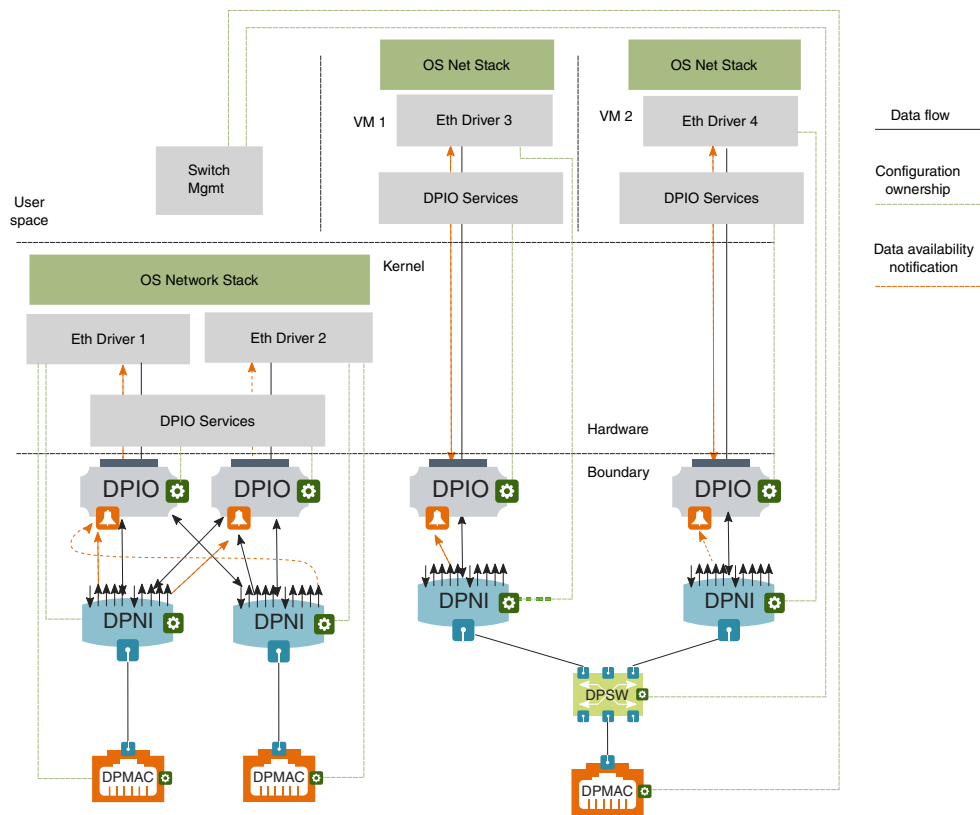 OS Net Stack
OS Net Stack
VM 1
Eth Driver 3
VM 2
Eth Driver 4
Data flow
Switch
Mgmt
DPIO Services
DPIO Services
Configuration
ownership
User
space
Data availability
notification
Kernel
OS Network Stack
Eth Driver 1
Eth Driver 2
DPIO Services
Hardware
Boundary
DPIO
DPIO
DPIO
DPIO
DPNI
DPNI
DPNI
DPNI
DPSW
DPMAC
DPMAC
DPMAC